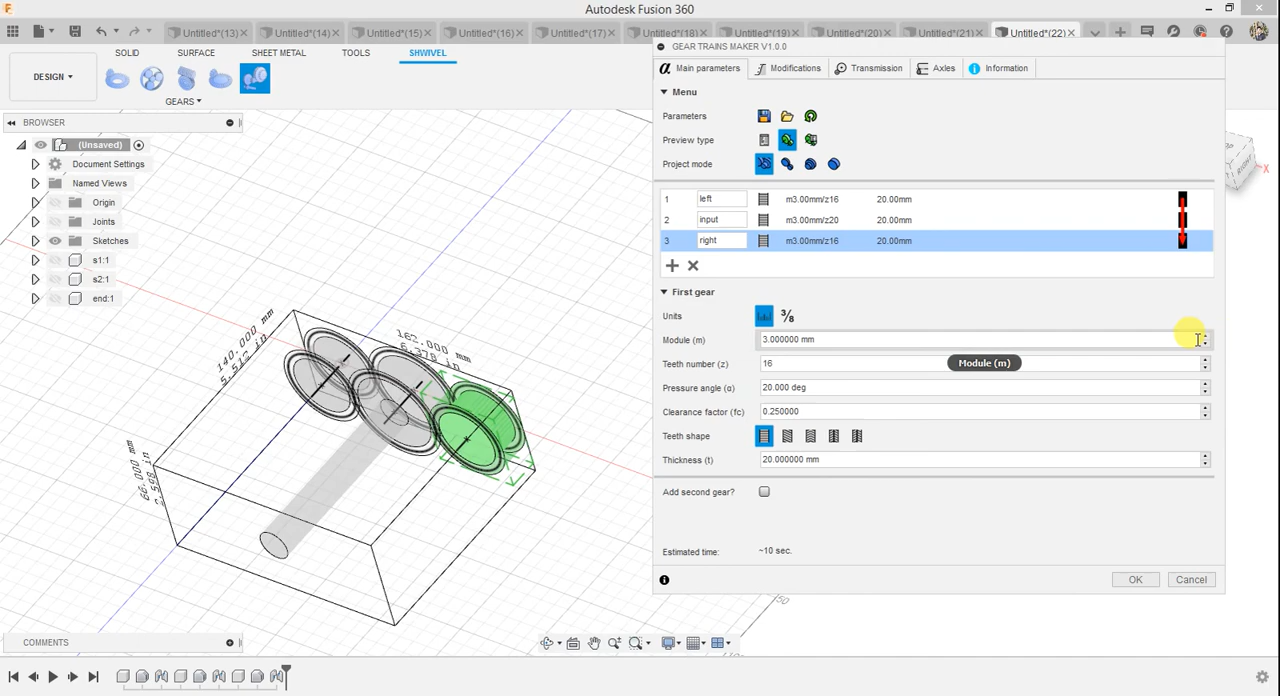 Autodesk Fusion 360
Untitled*(13)
Untitled*(14)
Untitled*(15)
Untitled*(16)
Untitled*(17)
Untitled*(18)
Untitled*(19)
Untitled*(20)
Untitled*(21)
Untitled*(22)
SOLID SURFACE SHEET METAL TOOLS SHWIVEL
DESIGN
GEARS
BROWSER
(Unsaved)
Document Settings
Named Views
Origin
Joints
Sketches
s1:1
s2:1
end:1
140.000 mm
5.512 in
6.378 in
RIGHT
X
GEAR TRAINS MAKER V1.0.0
Main parameters Modifications Transmission Axles Information
Menu
Parameters
Preview type
Project mode
1 left m3.00mm/z16 20.00mm
2 input m3.00mm/z20 20.00mm
3 right m3.00mm/z16 20.00mm
First gear
Units 3/8
Module (m) 3.000000 mm
Teeth number (z) 16
Module (m)
Pressure angle (α) 20.000 deg
Clearance factor (fc) 0.250000
Teeth shape
Thickness (t) 20.000000 mm
Add second gear?
Estimated time: ~10 sec.
OK Cancel
50
COMMENTS